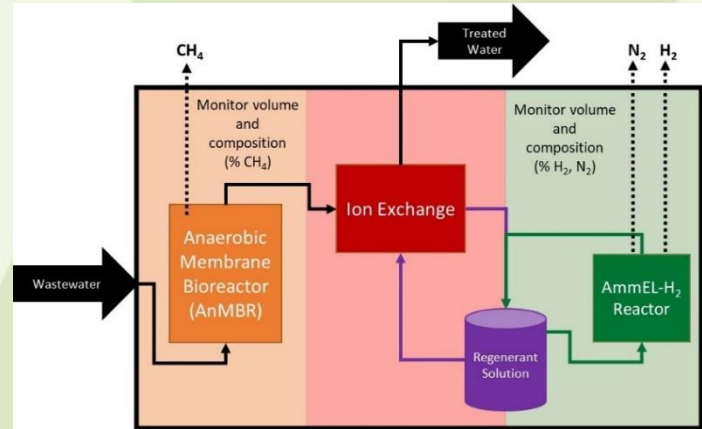 Treated
Water
CH₄
N₂ H₂
Monitor volume
and
composition
(% CH₄)
Monitor volume
and
composition
(% H₂, N₂)
Ion Exchange
Anaerobic
Membrane
Bioreactor
(AnMBR)
Wastewater
AmmEL-H₂
Reactor
Regenerant
Solution